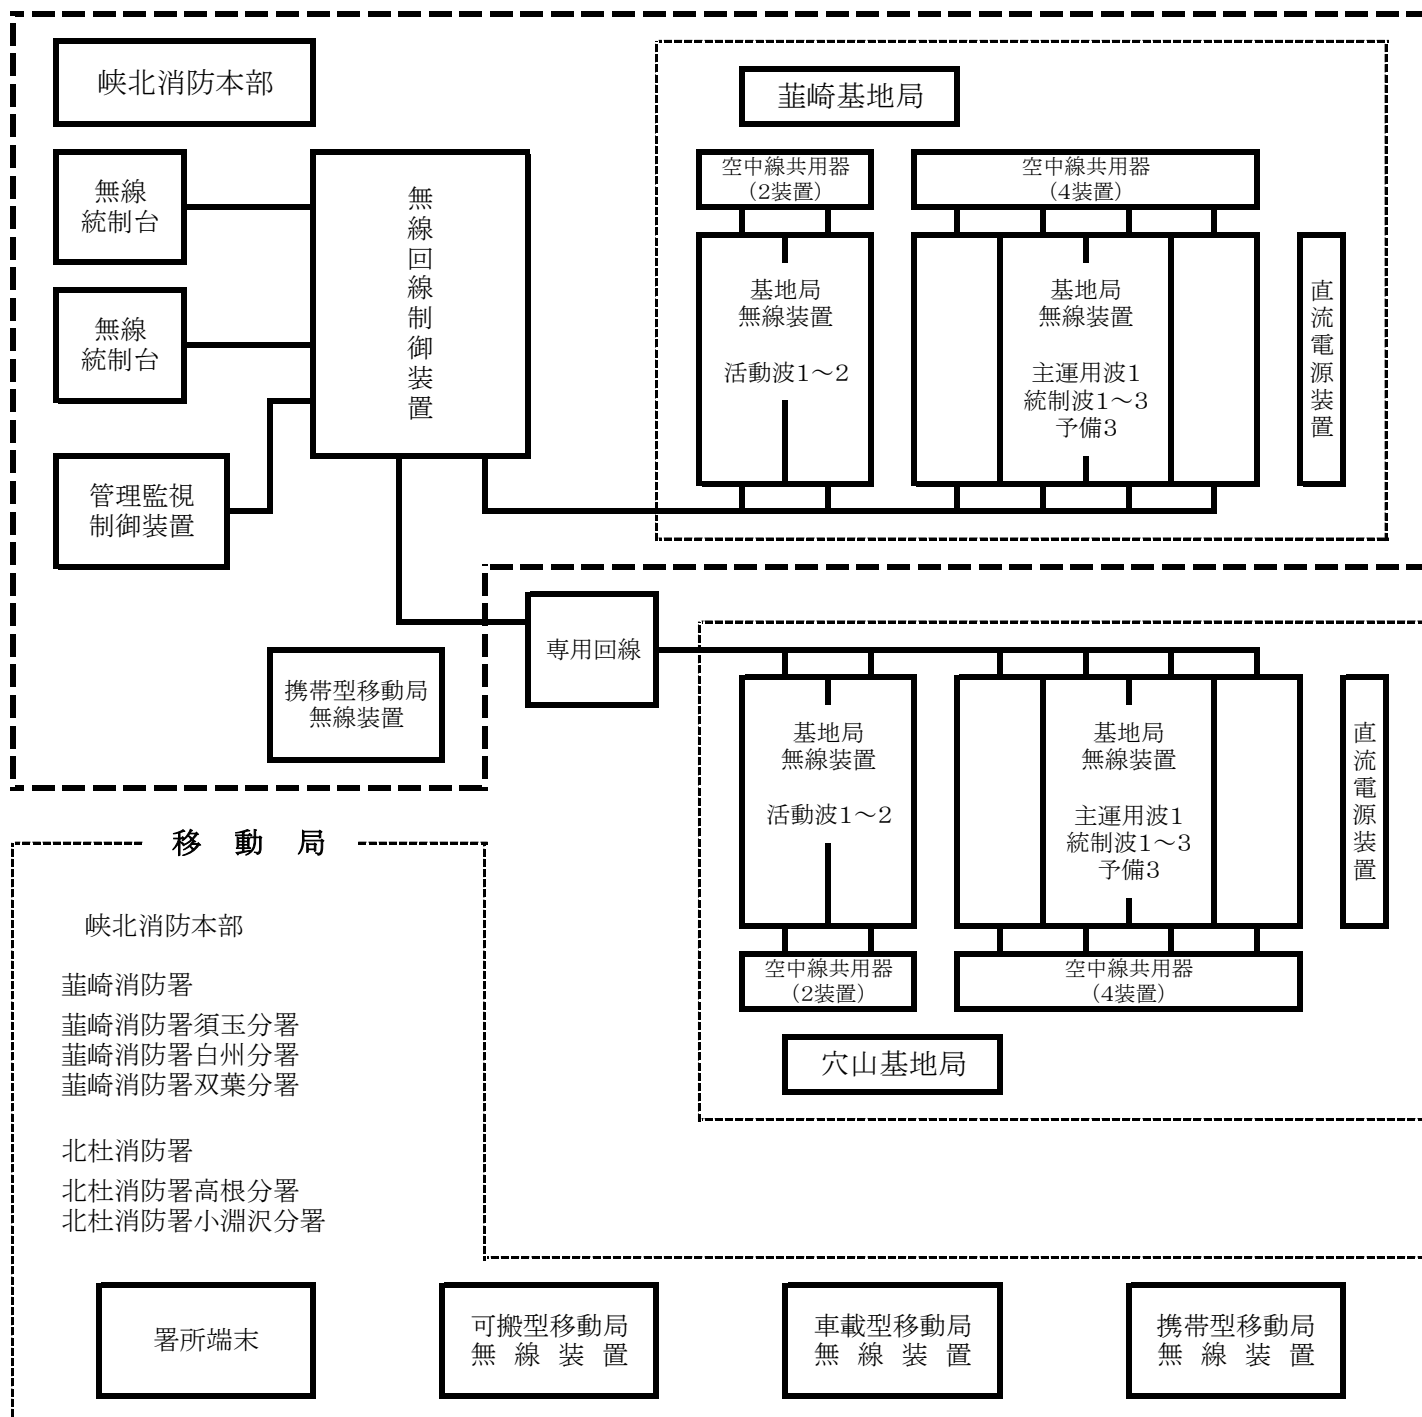 峡北消防本部
韮崎基地局
無線
統制台
無線回線制御装置
空中線共用器
（2装置）
空中線共用器
（4装置）
無線
統制台
基地局
無線装置
活動波1～2
基地局
無線装置
主運用波1
統制波1～3
予備3
直流電源装置
管理監視
制御装置
専用回線
携帯型移動局
無線装置
基地局
無線装置
活動波1～2
基地局
無線装置
主運用波1
統制波1～3
予備3
直流電源装置
空中線共用器
（2装置）
空中線共用器
（4装置）
穴山基地局
移動局
峡北消防本部
韮崎消防署
韮崎消防署須玉分署
韮崎消防署白州分署
韮崎消防署双葉分署
北杜消防署
北杜消防署高根分署
北杜消防署小淵沢分署
署所端末
可搬型移動局
無線装置
車載型移動局
無線装置
携帯型移動局
無線装置